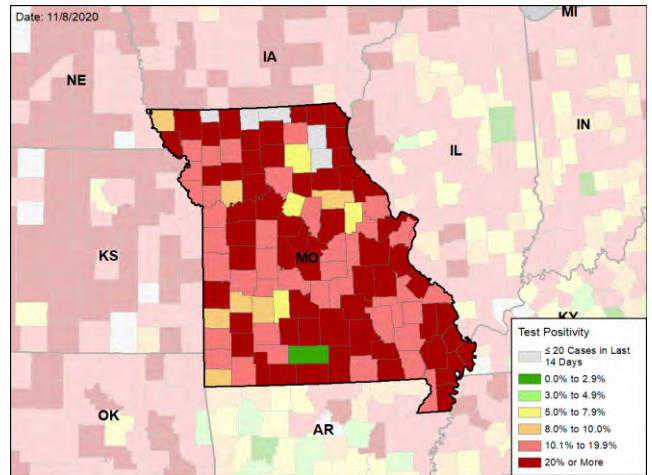 Date: 11/8/2020
MI
IA
NE
IL
IN
KS
MO
KY
OK
AR
Test Positivity
≤ 20 Cases in Last
14 Days
0.0% to 2.9%
3.0% to 4.9%
5.0% to 7.9%
8.0% to 10.0%
10.1% to 19.9%
20% or More